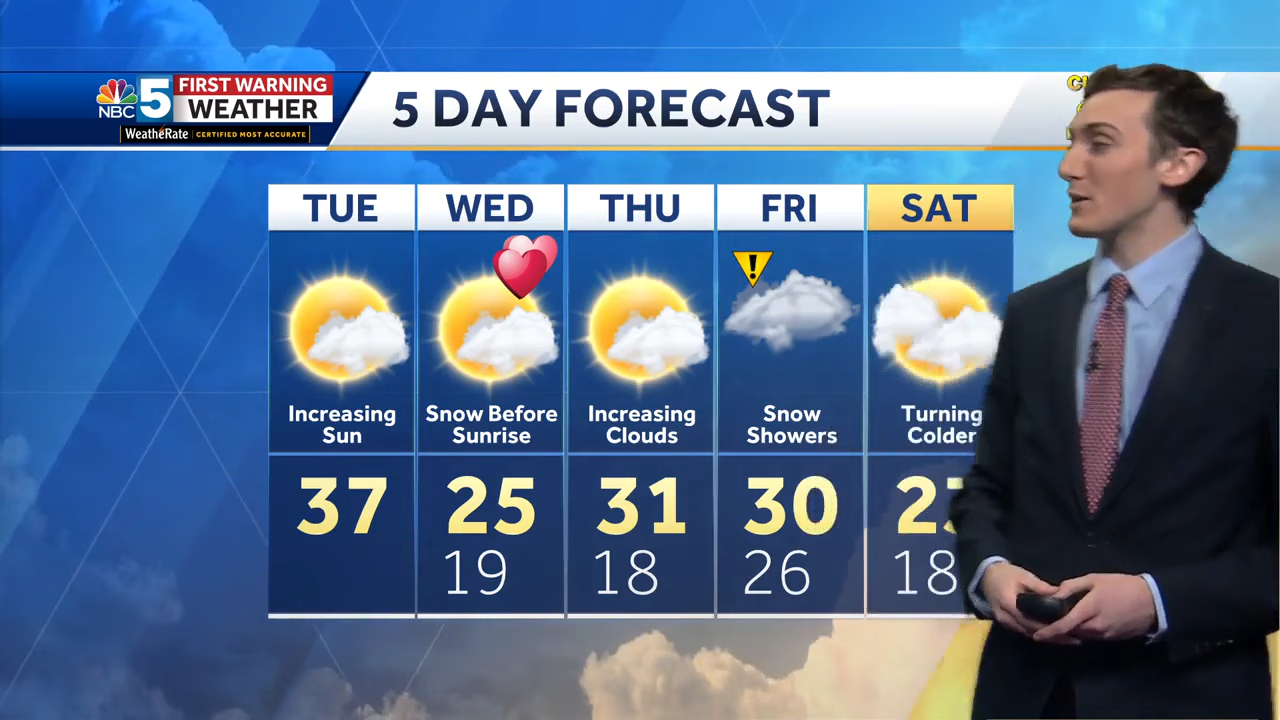 FIRST WARNING
NBC 5 WEATHER
WeatheRate CERTIFIED MOST ACCURATE
5 DAY FORECAST
TUE WED THU FRI SAT
!
Increasing Sun
Snow Before Sunrise
Increasing Clouds
Snow Showers
Turning Colder
37 25 31 30
19 18 26 18